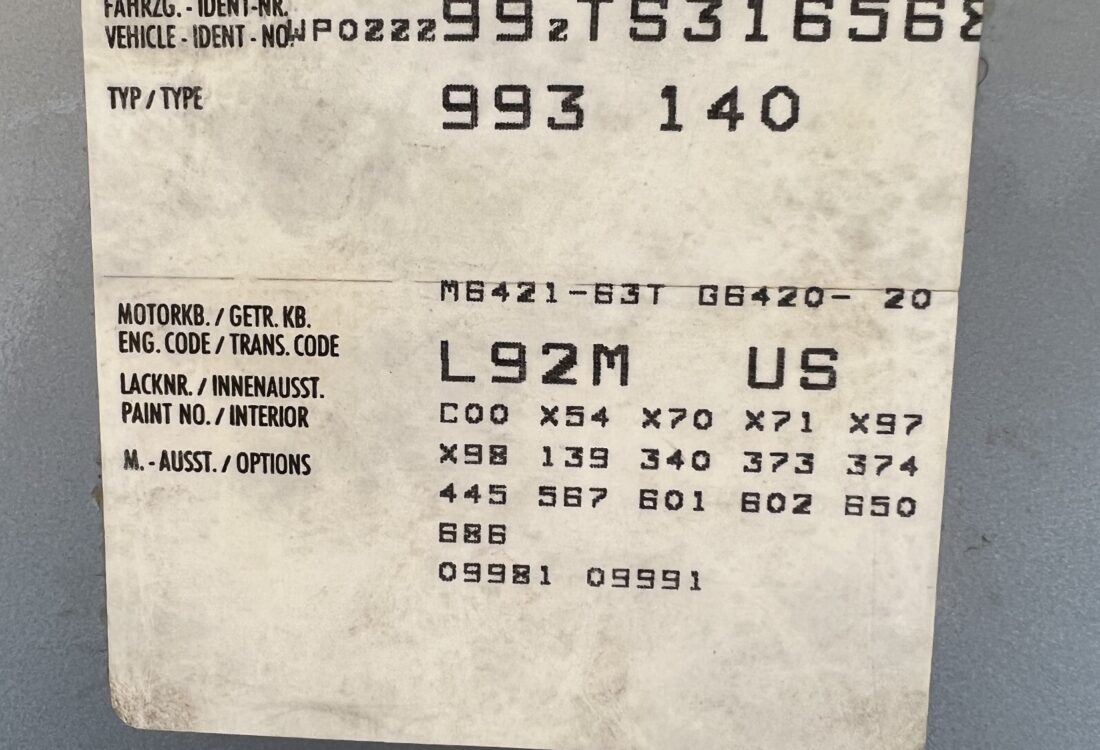 FAHRZG. - IDENT-NR.
VEHICLE - IDENT - NO. WP0ZZZ99ZTS316568
TYP / TYPE 993 140
M6421-63T G6420- 20
MOTORKB. / GETR. KB.
ENG. CODE / TRANS. CODE
L92M US
LACKNR. / INNENAUSST.
PAINT NO. / INTERIOR
C00 X54 X70 X71 X97
M. - AUSST. / OPTIONS
X98 139 340 373 374
445 567 601 602 650
686
09981 09991